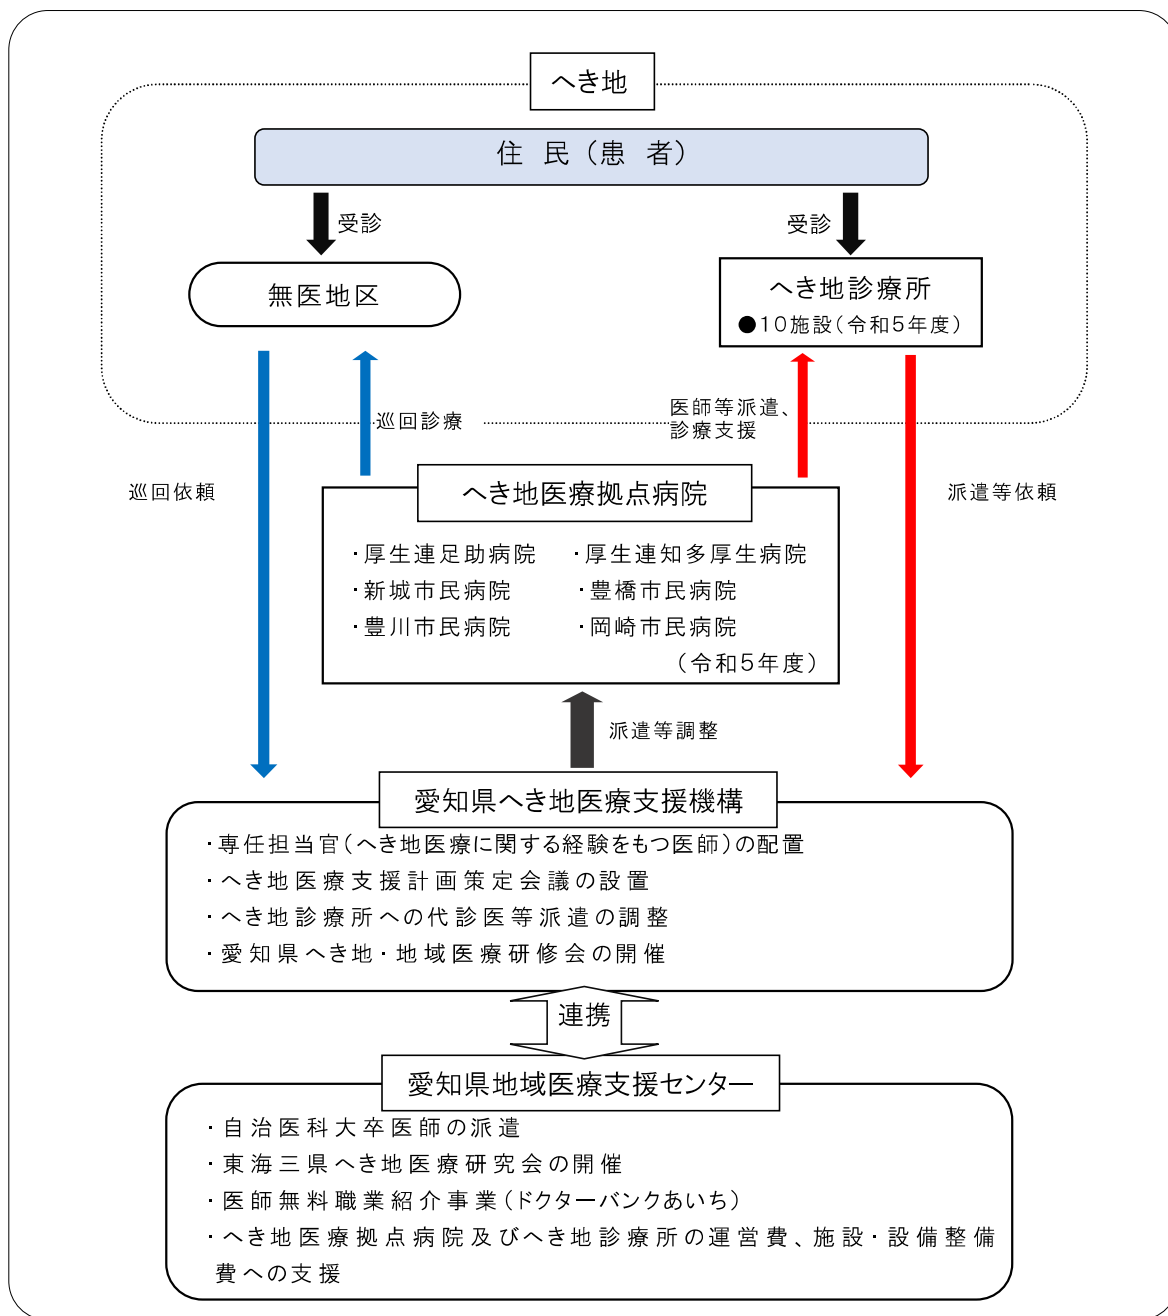 へき地
住民(患者)
受診
受診
無医地区
へき地診療所
●10施設(令和5年度)
巡回診療
医師等派遣、
診療支援
巡回依頼
派遣等依頼
へき地医療拠点病院
・厚生連足助病院 ・厚生連知多厚生病院
・新城市民病院 ・豊橋市民病院
・豊川市民病院 ・岡崎市民病院
(令和5年度)
派遣等調整
愛知県へき地医療支援機構
・専任担当官(へき地医療に関する経験をもつ医師)の配置
・へき地医療支援計画策定会議の設置
・へき地診療所への代診医等派遣の調整
・愛知県へき地・地域医療研修会の開催
連携
愛知県地域医療支援センター
・自治医科大卒医師の派遣
・東海三県へき地医療研究会の開催
・医師無料職業紹介事業(ドクターバンクあいち)
・へき地医療拠点病院及びへき地診療所の運営費、施設・設備整備
費への支援